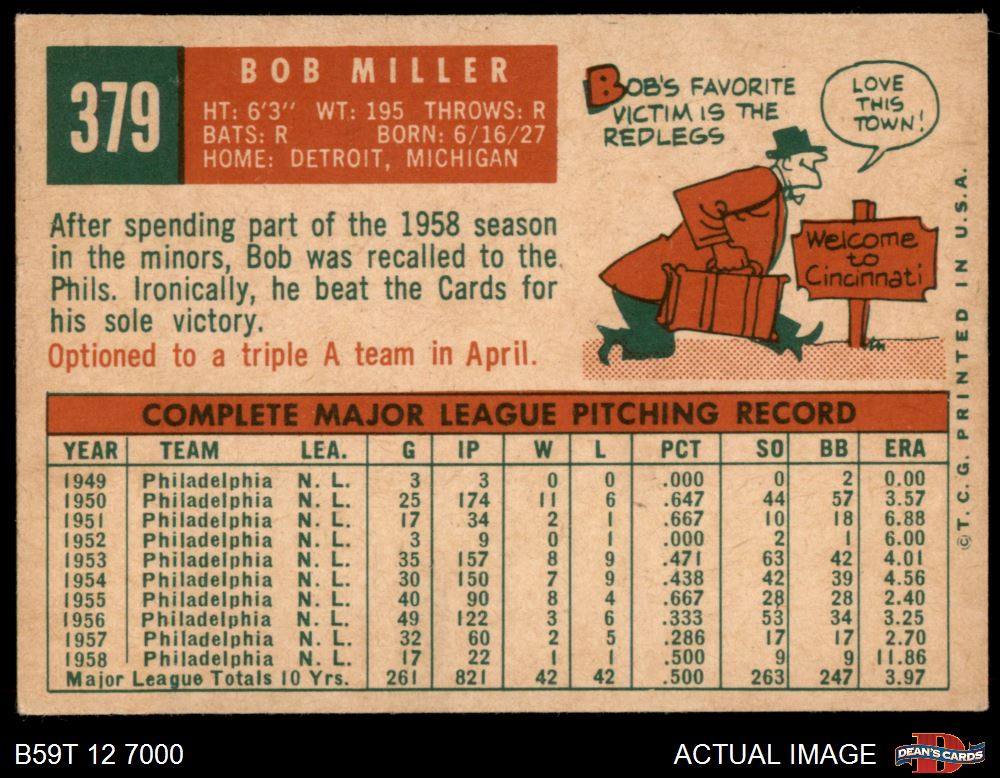 379
BOB MILLER
HT: 6'3" WT: 195 THROWS: R
BATS: R BORN: 6/16/27
HOME: DETROIT, MICHIGAN
BOB'S FAVORITE
VICTIM IS THE
REDLEGS
LOVE
THIS
TOWN!
Welcome
to
Cincinnati
After spending part of the 1958 season
in the minors, Bob was recalled to the
Phils. Ironically, he beat the Cards for
his sole victory.
Optioned to a triple A team in April.
COMPLETE MAJOR LEAGUE PITCHING RECORD
YEAR TEAM LEA. G IP W L PCT SO BB ERA
1949 Philadelphia N. L. 3 3 0 0 .000 0 2 0.00
1950 Philadelphia N. L. 25 174 11 6 .647 44 57 3.57
1951 Philadelphia N. L. 17 34 2 1 .667 10 18 6.88
1952 Philadelphia N. L. 3 9 0 1 .000 2 1 6.00
1953 Philadelphia N. L. 35 157 8 9 .471 63 42 4.01
1954 Philadelphia N. L. 30 150 7 9 .438 42 39 4.56
1955 Philadelphia N. L. 40 90 8 4 .667 28 28 2.40
1956 Philadelphia N. L. 49 122 3 6 .333 53 34 3.25
1957 Philadelphia N. L. 32 60 2 5 .286 17 17 2.70
1958 Philadelphia N. L. 17 22 1 1 .500 9 9 11.86
Major League Totals 10 Yrs. 261 821 42 42 .500 263 247 3.97
© T. C. G. PRINTED IN U.S.A.
B59T 12 7000
ACTUAL IMAGE
DEAN'S CARDS